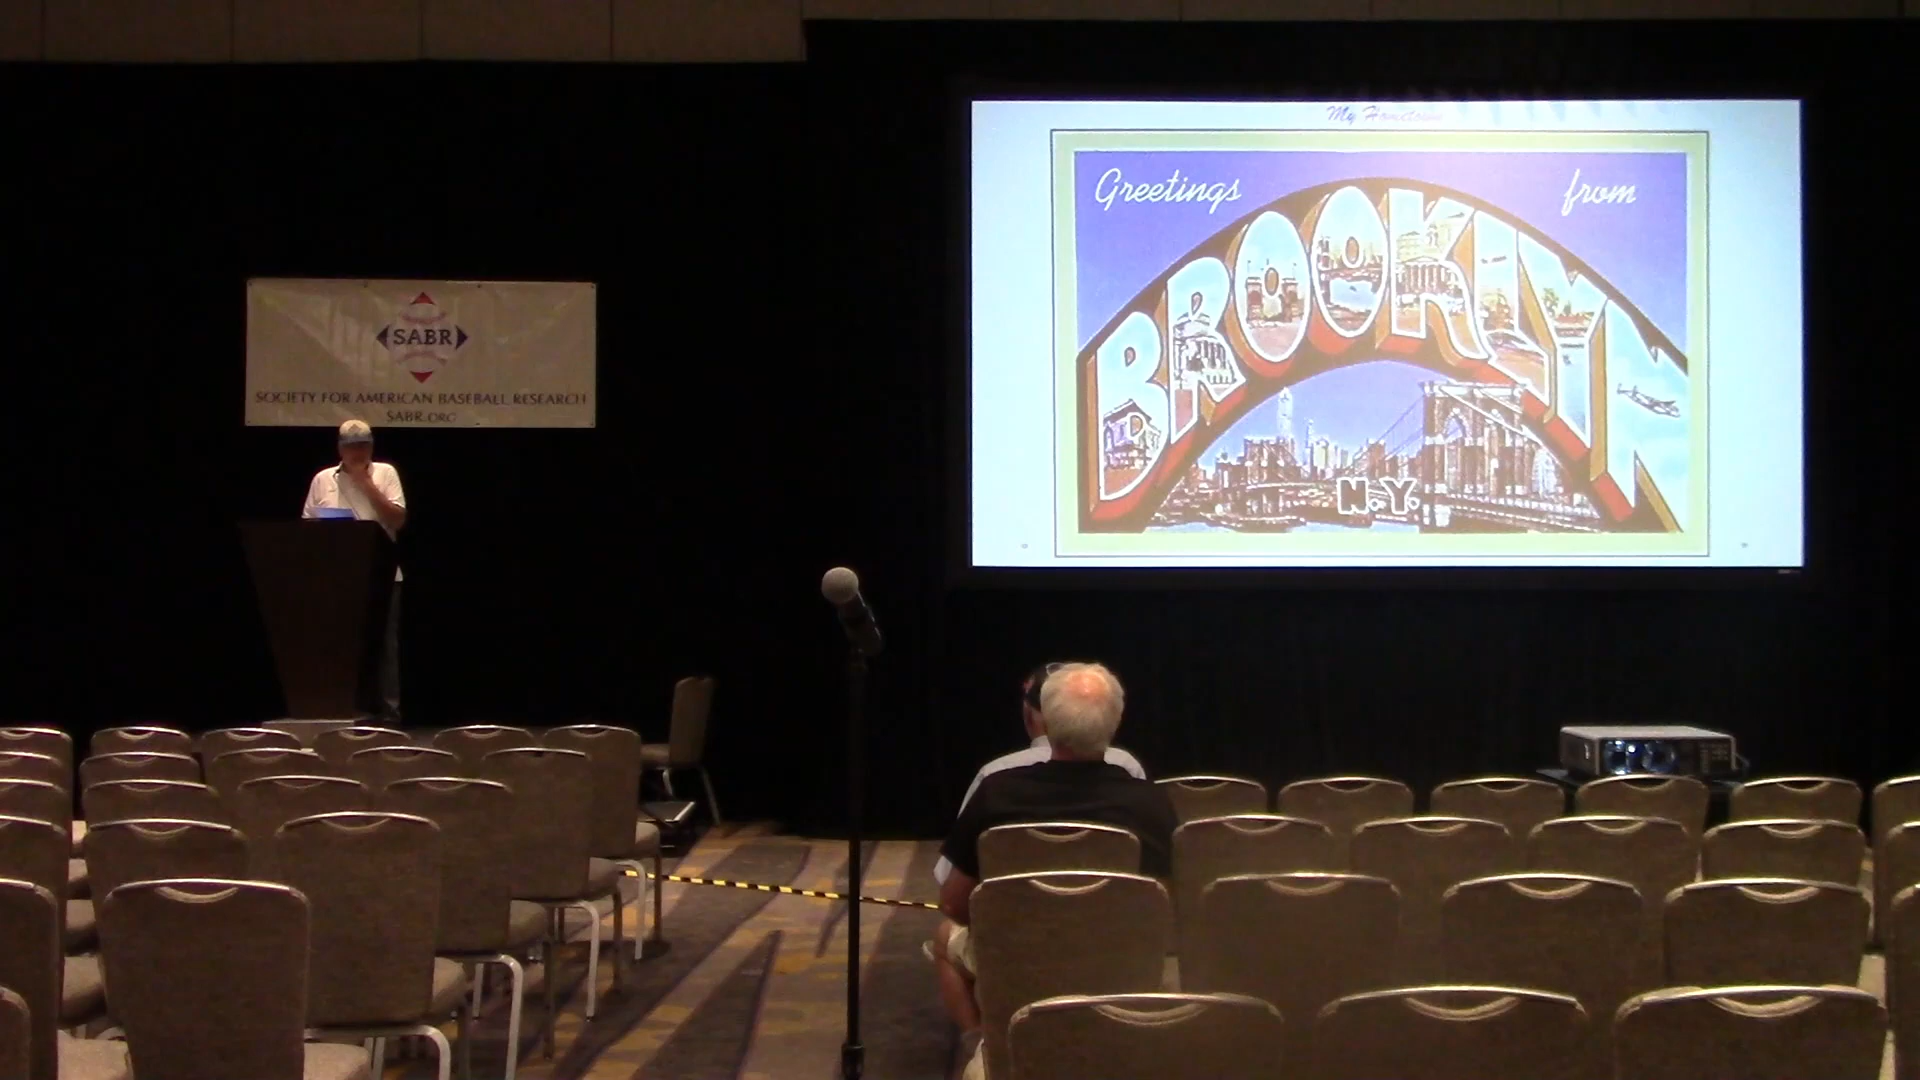 SABR
SOCIETY FOR AMERICAN BASEBALL RESEARCH
SABR.ORG
My Hometown
Greetings from
BROOKLYN
N.Y.